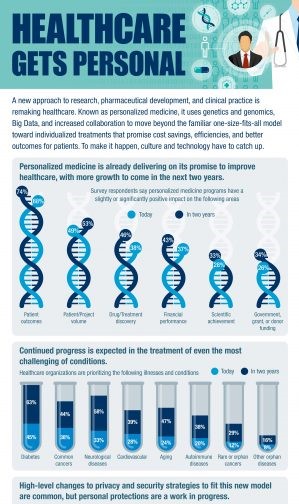 HEALTHCARE
GETS PERSONAL
A new approach to research, pharmaceutical development, and clinical practice is
remaking healthcare. Known as personalized medicine, it uses genetics and genomics,
Big Data, and increased collaboration to move beyond the familiar one-size-fits-all model
toward individualized treatments that promise cost savings, efficiencies, and better
outcomes for patients. To make it happen, culture and technology have to catch up.
Personalized medicine is already delivering on its promise to improve
healthcare, with more growth to come in the next two years.
Survey respondents say personalized medicine programs have a
slightly or significantly positive impact on the following areas
Today In two years
74% 68% 49% 53% 46% 38% 43% 37% 33% 26% 34% 26%
Patient
outcomes
Patient/Project
volume
Drug/Treatment
discovery
Financial
performance
Scientific
achievement
Government,
grant, or donor
funding
Continued progress is expected in the treatment of even the most
challenging of conditions.
Healthcare organizations are prioritizing the following illnesses and conditions
Today In two years
63% 44% 58% 39% 47% 38% 29% 16%
45% 38% 33% 28% 24% 20% 12%
Diabetes
Common
cancers
Neurological
diseases
Cardiovascular
Aging
Autoimmune
diseases
Rare or orphan
cancers
Other orphan
diseases
High-level changes to privacy and security strategies to fit this new model
are common, but personal protections are a work in progress.